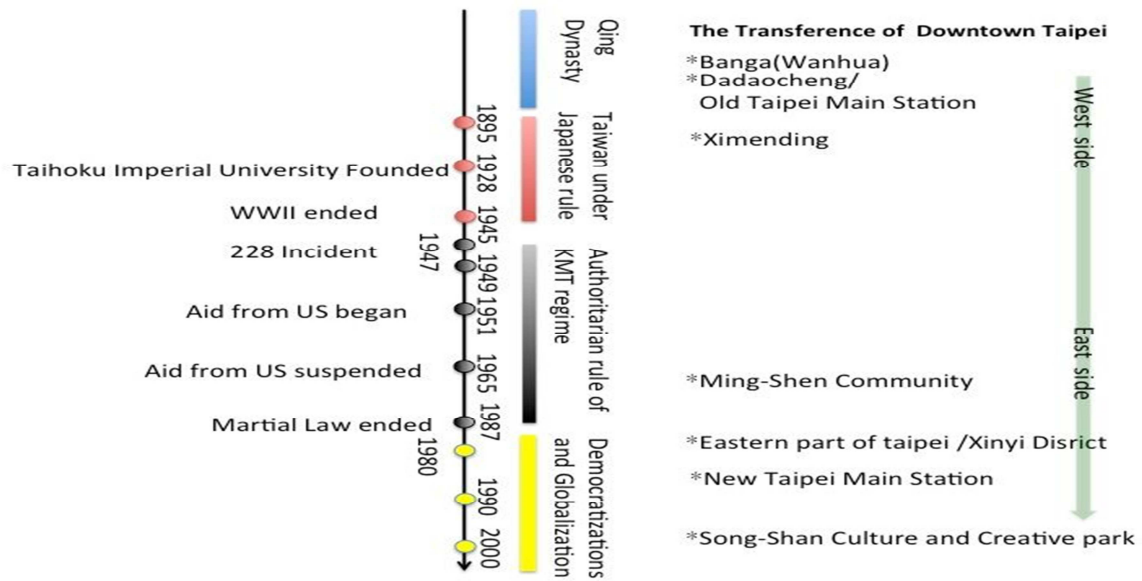 Taihoku Imperial University Founded
WWII ended
228 Incident
Aid from US began
Aid from US suspended
Martial Law ended
1895
1928
1945
1947
1949
1951
1965
1987
1980
1990
2000
Qing
Dynasty
Taiwan under
Japanese rule
Authoritarian rule of
KMT regime
Democratizations
and Globalization
The Transference of Downtown Taipei
*Banga(Wanhua)
*Dadaocheng/
Old Taipei Main Station
*Ximending
*Ming-Shen Community
*Eastern part of taipei /Xinyi Disrict
*New Taipei Main Station
*Song-Shan Culture and Creative park
West side
East side